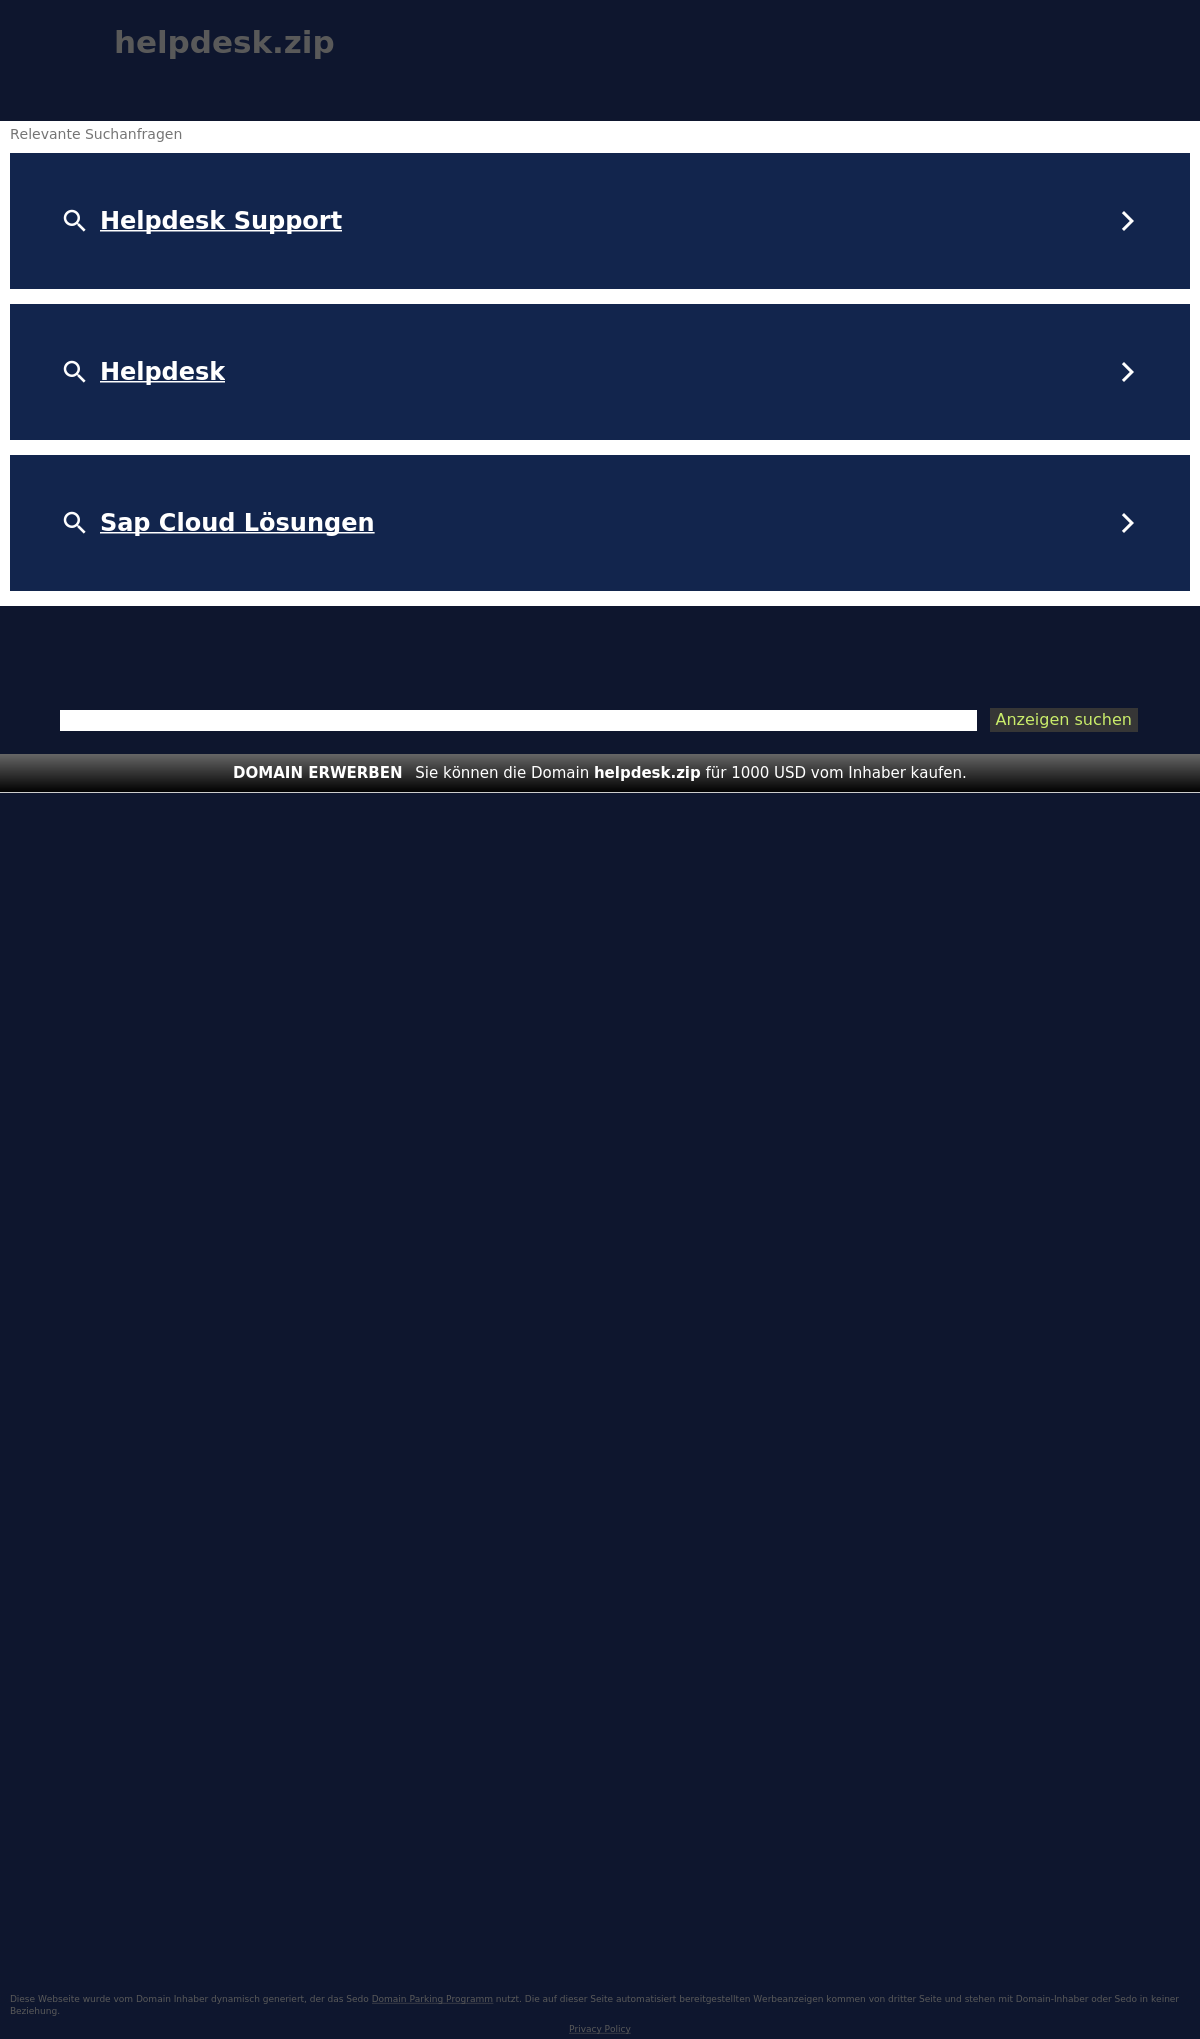 helpdesk.zip
Relevante Suchanfragen
Helpdesk Support
Helpdesk
Sap Cloud Lösungen
Anzeigen suchen
DOMAIN ERWERBEN Sie können die Domain helpdesk.zip für 1000 USD vom Inhaber kaufen.
Diese Webseite wurde vom Domain Inhaber dynamisch generiert, der das Sedo Domain Parking Programm nutzt. Die auf dieser Seite automatisiert bereitgestellten Werbeanzeigen kommen von dritter Seite und stehen mit Domain-Inhaber oder Sedo in keiner
Beziehung.
Privacy Policy